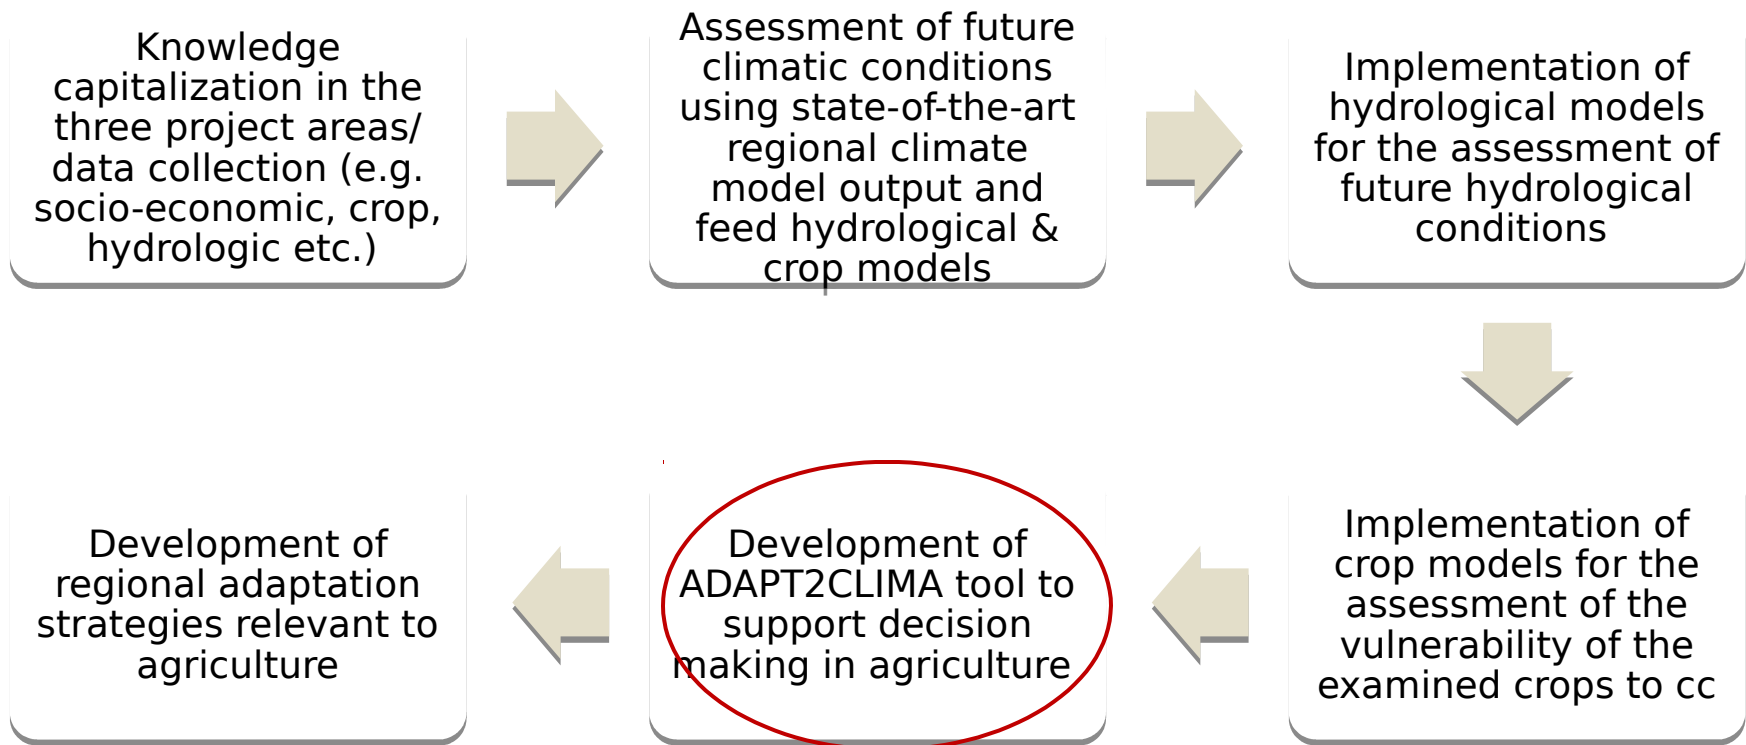 Knowledge
capitalization in the
three project areas/
data collection (e.g.
socio-economic, crop,
hydrologic etc.)
Assessment of future
climatic conditions
using state-of-the-art
regional climate
model output and
feed hydrological &
crop models
Implementation of
hydrological models
for the assessment of
future hydrological
conditions
Implementation of
crop models for the
assessment of the
vulnerability of the
examined crops to cc
Development of
ADAPT2CLIMA tool to
support decision
making in agriculture
Development of
regional adaptation
strategies relevant to
agriculture